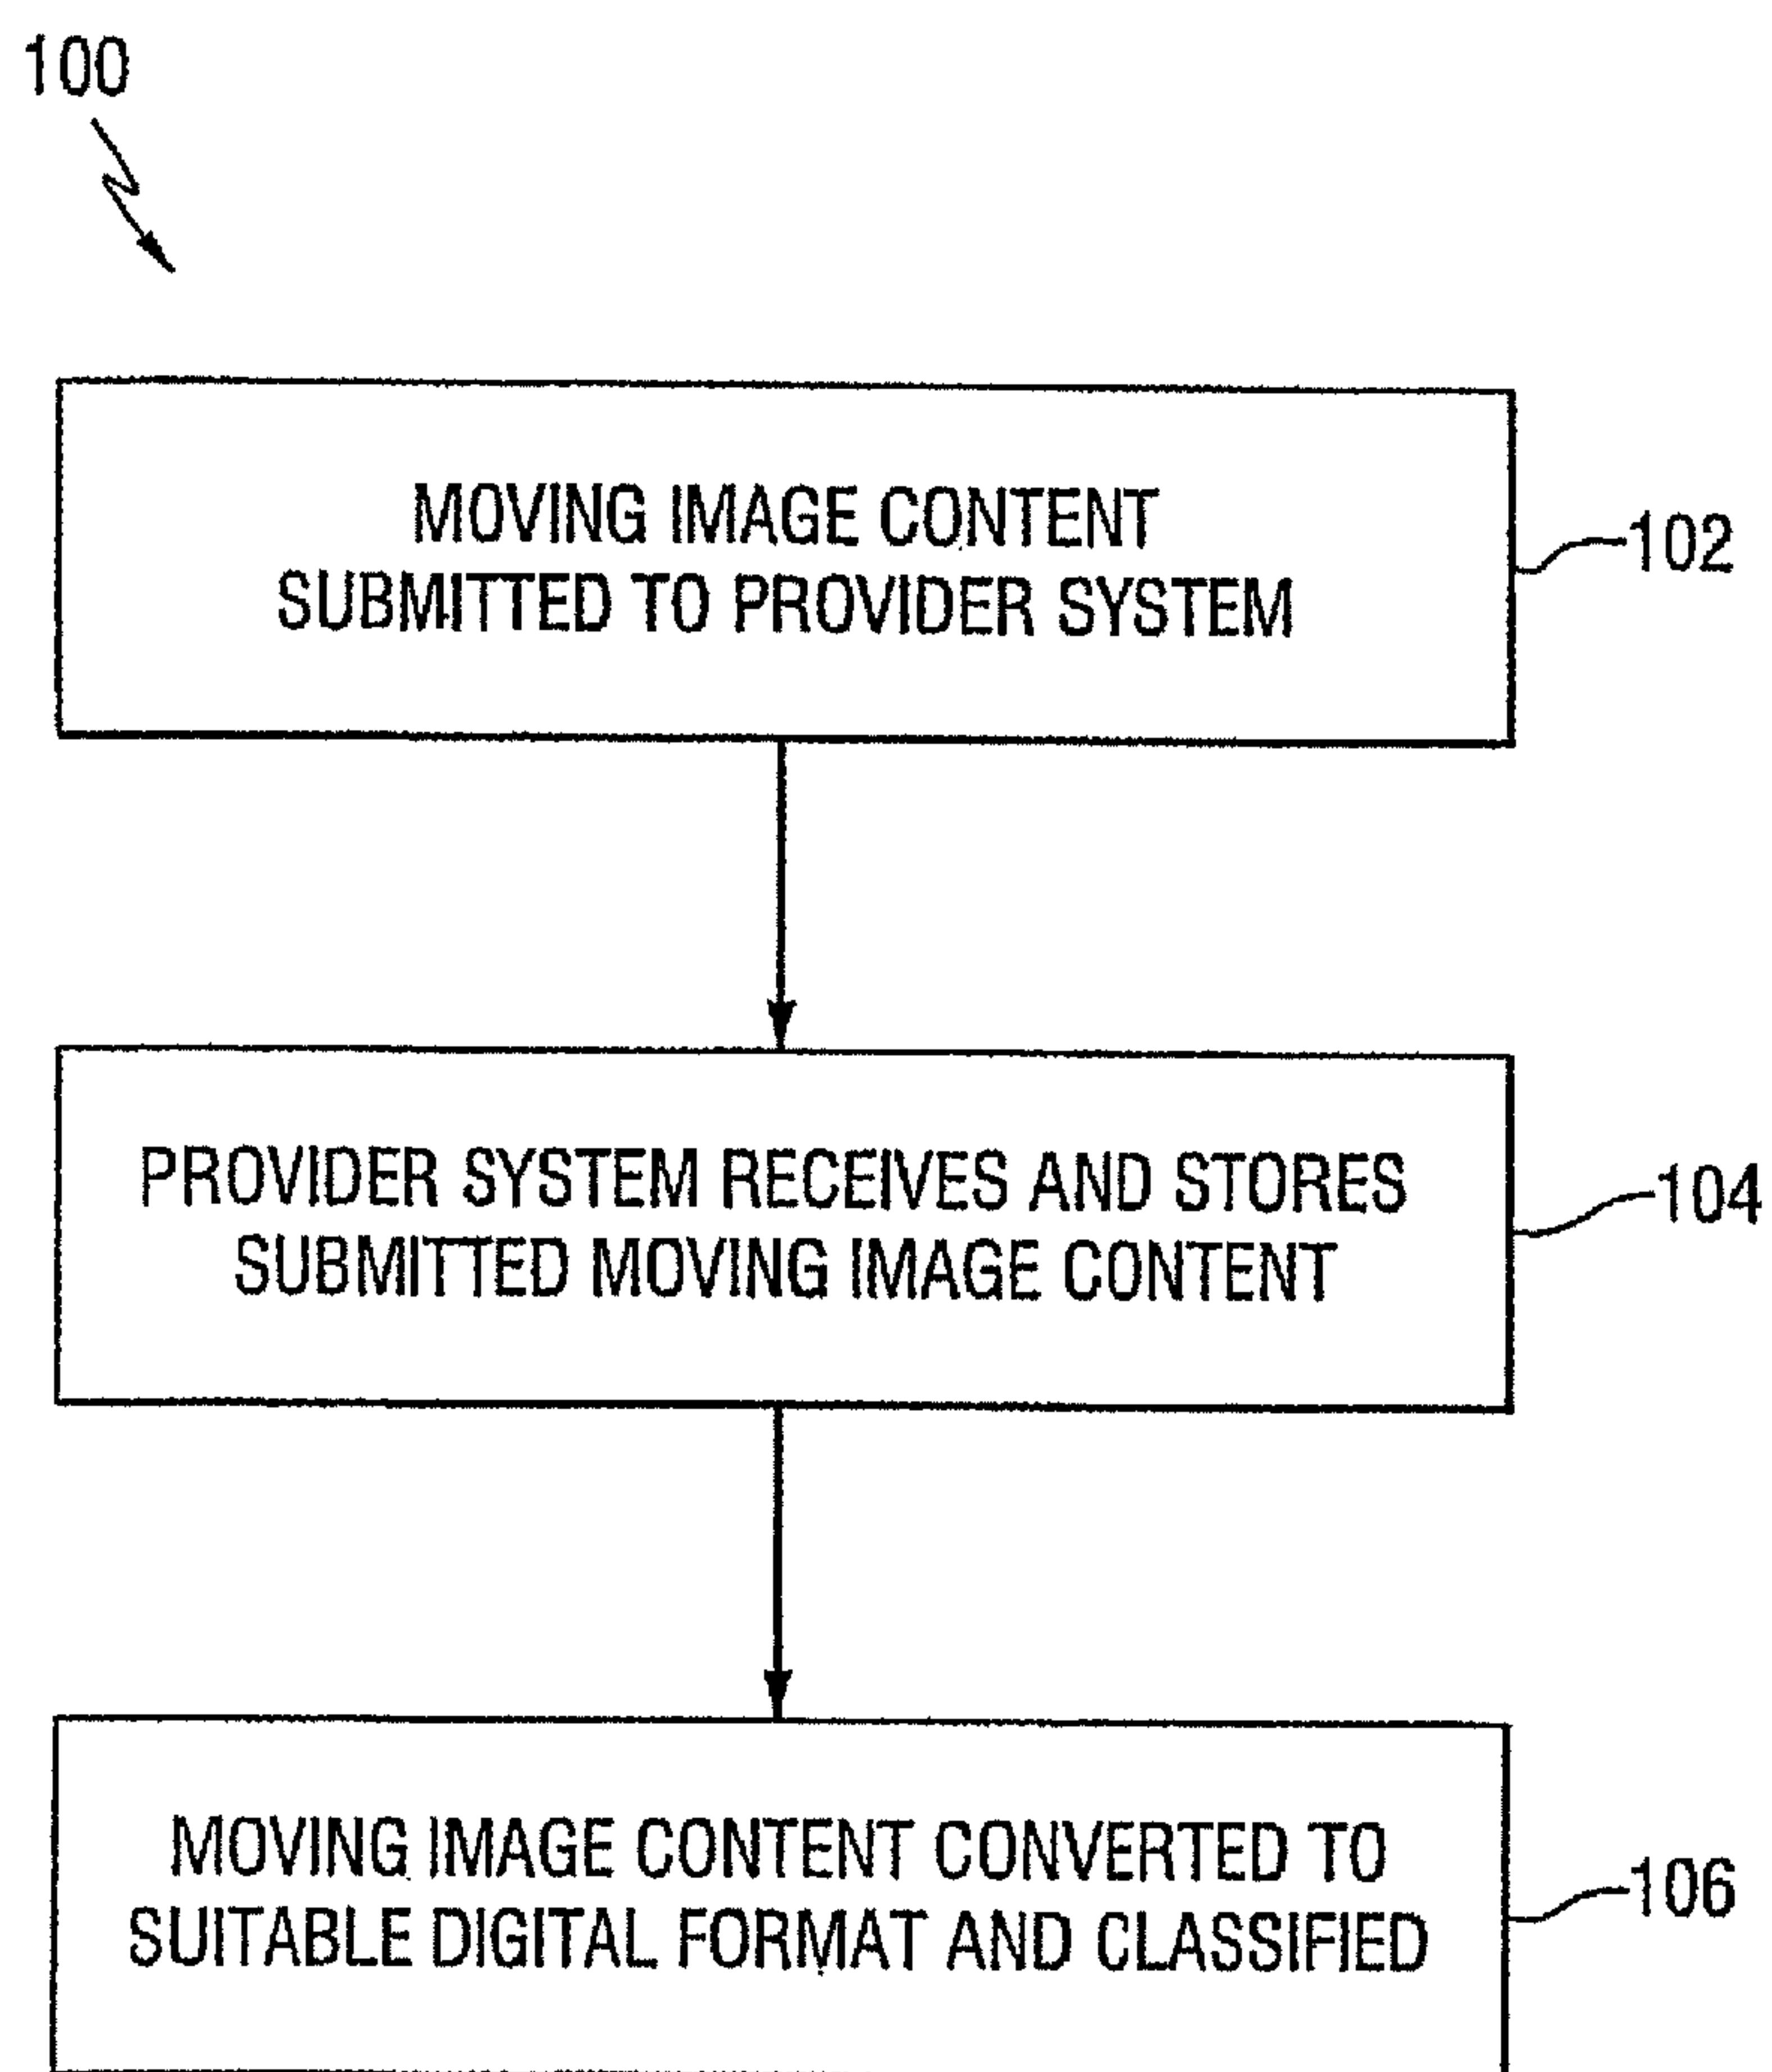 100
MOVING IMAGE CONTENT
SUBMITTED TO PROVIDER SYSTEM
102
PROVIDER SYSTEM RECEIVES AND STORES
SUBMITTED MOVING IMAGE CONTENT
104
MOVING IMAGE CONTENT CONVERTED TO
SUITABLE DIGITAL FORMAT AND CLASSIFIED
106